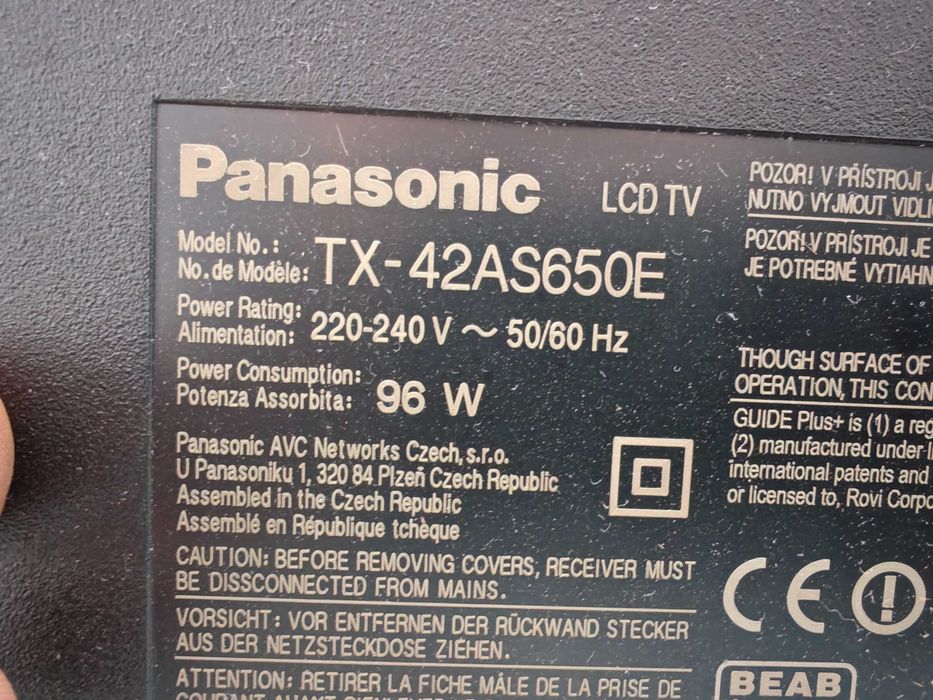 Panasonic LCD TV
Model No.:
No. de Modèle: TX-42AS650E
Power Rating:
Alimentation: 220-240 V ~ 50/60 Hz
Power Consumption:
Potenza Assorbita: 96 W
Panasonic AVC Networks Czech, s.r.o.
U Panasoniku 1, 320 84 Plzeň Czech Republic
Assembled in the Czech Republic
Assemblé en République tchèque
CAUTION: BEFORE REMOVING COVERS, RECEIVER MUST
BE DISSCONNECTED FROM MAINS.
VORSICHT: VOR ENTFERNEN DER RÜCKWAND STECKER
AUS DER NETZSTECKDOSE ZIEHEN.
ATTENTION: RETIRER LA FICHE MÂLE DE LA PRISE DE
COURANT AVANT
POZOR! V PŘÍSTROJI
NUTNO VYJMOUT
POZOR! V PRÍSTROJI JE
JE POTREBNÉ
THOUGH SURFACE OF
OPERATION, THIS
GUIDE Plus+ is (1) a
(2) manufactured under
international patents and
or licensed to, Rovi
CE
BEAB